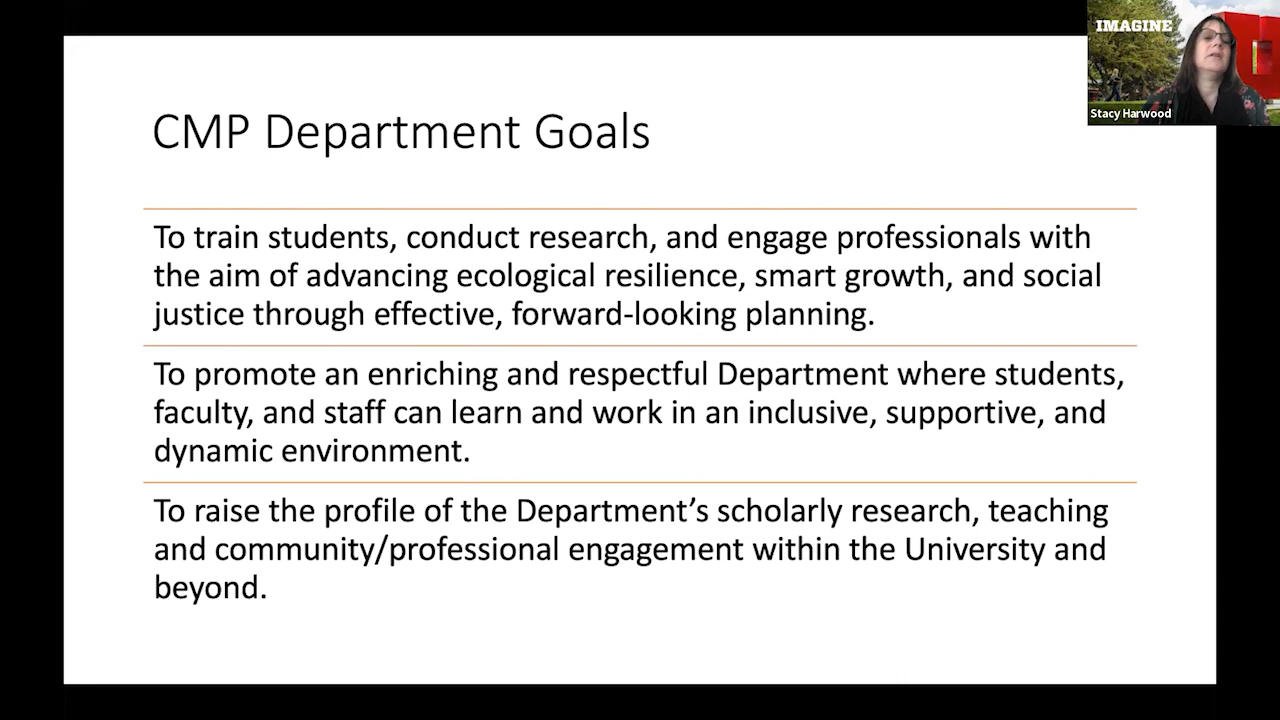 IMAGINE
Stacy Harwood
CMP Department Goals
To train students, conduct research, and engage professionals with
the aim of advancing ecological resilience, smart growth, and social
justice through effective, forward-looking planning.
To promote an enriching and respectful Department where students,
faculty, and staff can learn and work in an inclusive, supportive, and
dynamic environment.
To raise the profile of the Department’s scholarly research, teaching
and community/professional engagement within the University and
beyond.